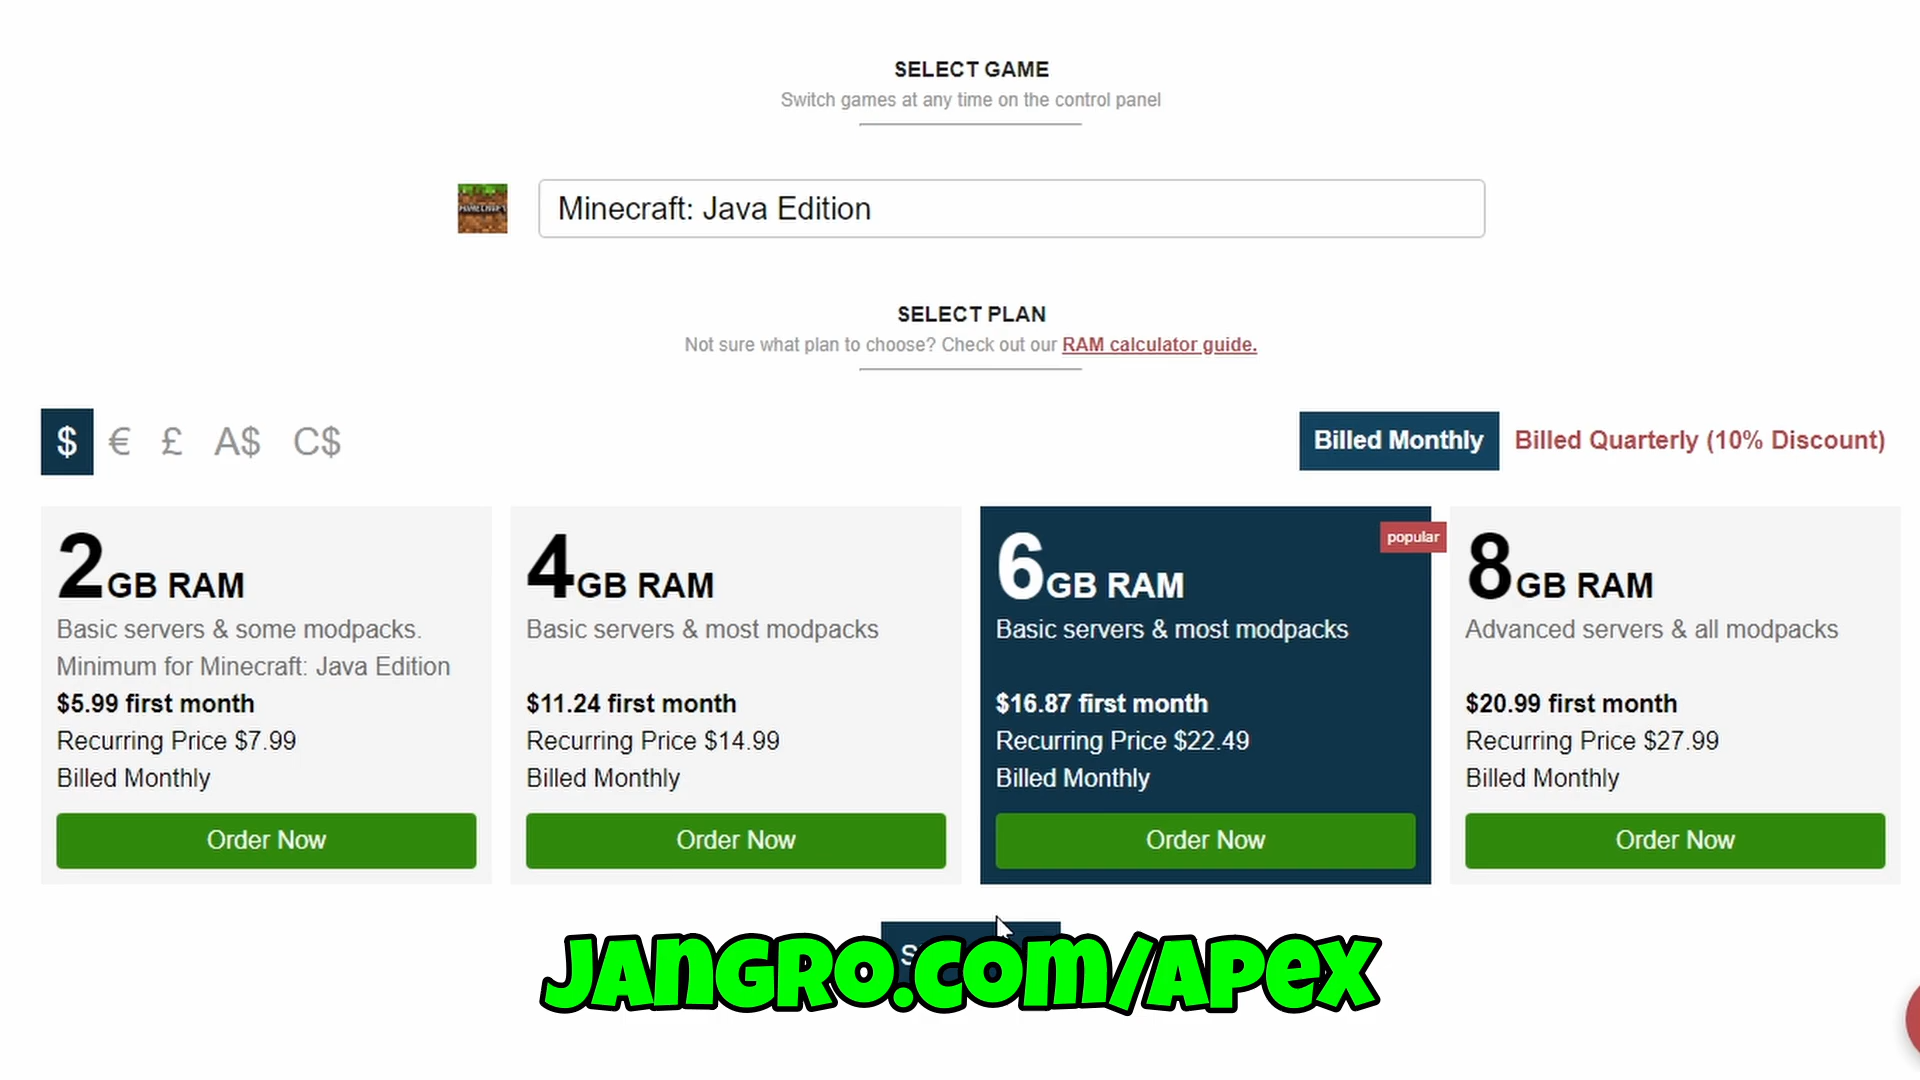 SELECT GAME
Switch games at any time on the control panel
Minecraft: Java Edition
SELECT PLAN
Not sure what plan to choose? Check out our RAM calculator guide.
$ € £ A$ C$
Billed Monthly Billed Quarterly (10% Discount)
2GB RAM
Basic servers & some modpacks.
Minimum for Minecraft: Java Edition
$5.99 first month
Recurring Price $7.99
Billed Monthly
Order Now
4GB RAM
Basic servers & most modpacks
$11.24 first month
Recurring Price $14.99
Billed Monthly
Order Now
popular
6GB RAM
Basic servers & most modpacks
$16.87 first month
Recurring Price $22.49
Billed Monthly
Order Now
8GB RAM
Advanced servers & all modpacks
$20.99 first month
Recurring Price $27.99
Billed Monthly
Order Now
JANGRO.COM/APEX